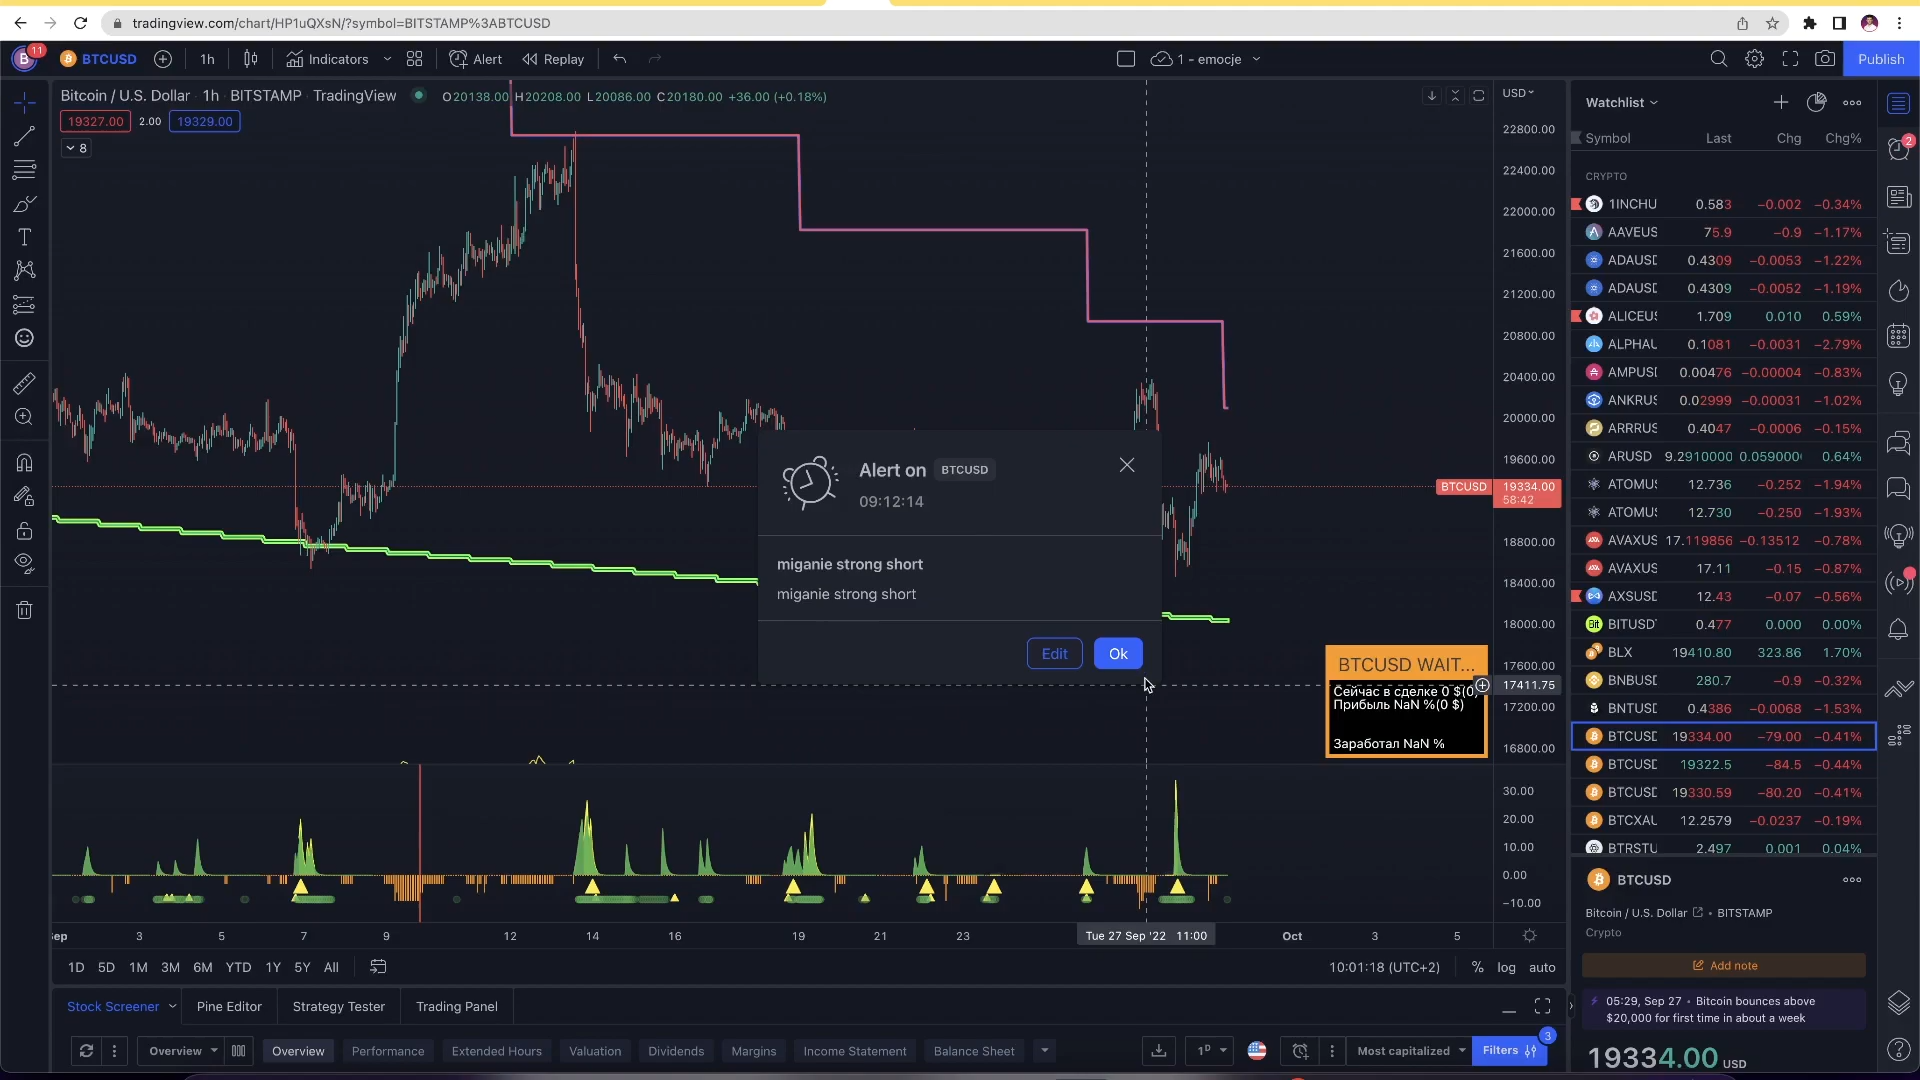 tradingview.com/chart/HP1uQXsN/?symbol=BITSTAMP%3ABTCUSD
B 11 BTCUSD 1h Indicators Alert Replay 1 - emocje Publish
Bitcoin / U.S. Dollar · 1h · BITSTAMP · TradingView O20138.00 H20208.00 L20086.00 C20180.00 +36.00 (+0.18%)
19327.00 2.00 19329.00
8
USD
22800.00
22400.00
22000.00
21600.00
21200.00
20800.00
20400.00
20000.00
19600.00
BTCUSD 19334.00
58:42
18800.00
18400.00
18000.00
17600.00
17411.75
17200.00
16800.00
30.00
20.00
10.00
0.00
−10.00
Alert on BTCUSD
09:12:14
miganie strong short
miganie strong short
Edit Ok
BTCUSD WAIT...
Сейчас в сделке 0 $(0
Прибыль NaN %(0 $)
Заработал NaN %
ep 3 5 7 9 12 14 16 19 21 23 Tue 27 Sep '22 11:00 Oct 3 5
1D 5D 1M 3M 6M YTD 1Y 5Y All 10:01:18 (UTC+2) % log auto
Stock Screener Pine Editor Strategy Tester Trading Panel
Overview Overview Performance Extended Hours Valuation Dividends Margins Income Statement Balance Sheet 1D Most capitalized Filters 3
Watchlist
Symbol Last Chg Chg%
CRYPTO
1INCHU 0.583 −0.002 −0.34%
AAVEUS 75.9 −0.9 −1.17%
ADAUSD 0.4309 −0.0053 −1.22%
ADAUSD 0.4309 −0.0052 −1.19%
ALICEUS 1.709 0.010 0.59%
ALPHAU 0.1081 −0.0031 −2.79%
AMPUSD 0.00476 −0.00004 −0.83%
ANKRUS 0.02999 −0.00031 −1.02%
ARRRUS 0.4047 −0.0006 −0.15%
ARUSD 9.2910000 0.059000 0.64%
ATOMUS 12.736 −0.252 −1.94%
ATOMUS 12.730 −0.250 −1.93%
AVAXUS 17.119856 −0.13512 −0.78%
AVAXUS 17.11 −0.15 −0.87%
AXSUSD 12.43 −0.07 −0.56%
BITUSDT 0.477 0.000 0.00%
BLX 19410.80 323.86 1.70%
BNBUSD 280.7 −0.9 −0.32%
BNTUSD 0.4386 −0.0068 −1.53%
BTCUSD 19334.00 −79.00 −0.41%
BTCUSD 19322.5 −84.5 −0.44%
BTCUSD 19330.59 −80.20 −0.41%
BTCXAU 12.2579 −0.0237 −0.19%
BTRSTU 2.497 0.001 0.04%
BTCUSD
Bitcoin / U.S. Dollar • BITSTAMP
Crypto
Add note
05:29, Sep 27 • Bitcoin bounces above
$20,000 for first time in about a week
19334.00 USD
2